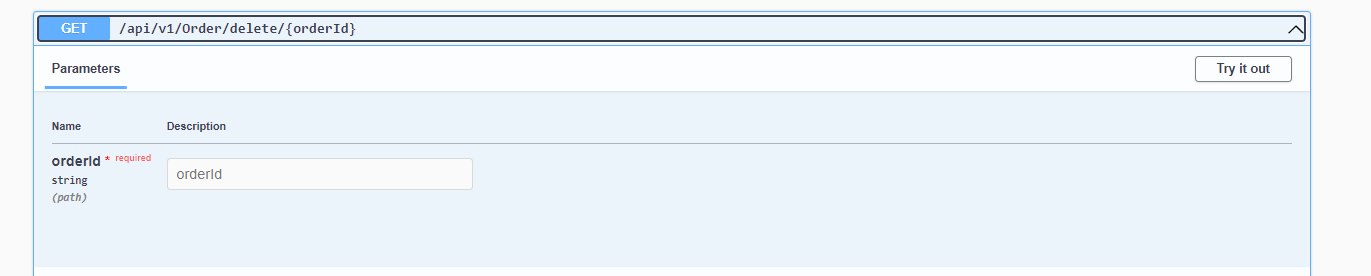 GET /api/v1/Order/delete/{orderId}
Parameters Try it out
Name Description
orderId * required
string orderId
(path)